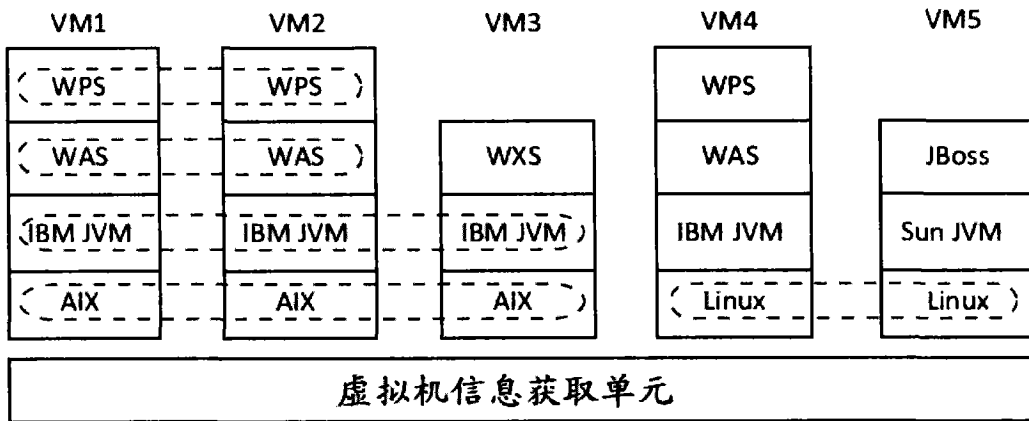 VM1 VM2 VM3 VM4 VM5
WPS WPS WPS
WAS WAS WXS WAS JBoss
IBM JVM IBM JVM IBM JVM IBM JVM Sun JVM
AIX AIX AIX Linux Linux
虚拟机信息获取单元